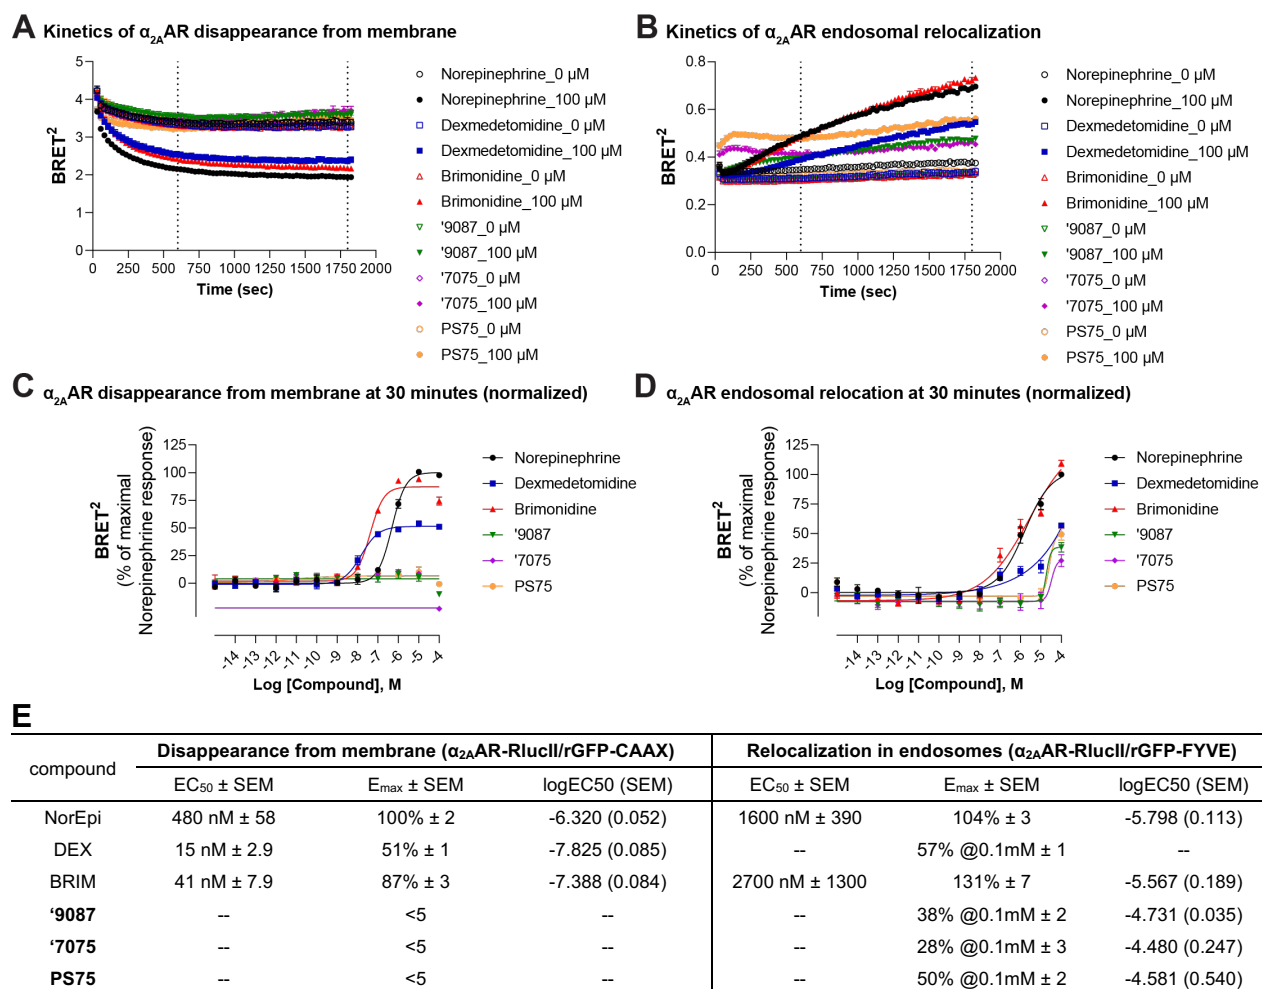 A Kinetics of α2AAR disappearance from membrane
BRET2
5
4
3
2
1
0
0 250 500 750 1000 1250 1500 1750 2000
Time (sec)
Norepinephrine_0 µM
Norepinephrine_100 µM
Dexmedetomidine_0 µM
Dexmedetomidine_100 µM
Brimonidine_0 µM
Brimonidine_100 µM
'9087_0 µM
'9087_100 µM
'7075_0 µM
'7075_100 µM
PS75_0 µM
PS75_100 µM
B Kinetics of α2AAR endosomal relocalization
BRET2
0.8
0.6
0.4
0.2
0.0
0 250 500 750 1000 1250 1500 1750 2000
Time (sec)
Norepinephrine_0 µM
Norepinephrine_100 µM
Dexmedetomidine_0 µM
Dexmedetomidine_100 µM
Brimonidine_0 µM
Brimonidine_100 µM
'9087_0 µM
'9087_100 µM
'7075_0 µM
'7075_100 µM
PS75_0 µM
PS75_100 µM
C α2AAR disappearance from membrane at 30 minutes (normalized)
BRET2
(% of maximal
Norepinephrine response)
125
100
75
50
25
0
-14 -13 -12 -11 -10 -9 -8 -7 -6 -5 -4
Log [Compound], M
Norepinephrine
Dexmedetomidine
Brimonidine
'9087
'7075
PS75
D α2AAR endosomal relocation at 30 minutes (normalized)
BRET2
(% of maximal
Norepinephrine response)
125
100
75
50
25
0
-14 -13 -12 -11 -10 -9 -8 -7 -6 -5 -4
Log [Compound], M
Norepinephrine
Dexmedetomidine
Brimonidine
'9087
'7075
PS75
E
compound Disappearance from membrane (α2AAR-RlucII/rGFP-CAAX) Relocalization in endosomes (α2AAR-RlucII/rGFP-FYVE)
EC50 ± SEM Emax ± SEM logEC50 (SEM) EC50 ± SEM Emax ± SEM logEC50 (SEM)
NorEpi 480 nM ± 58 100% ± 2 -6.320 (0.052) 1600 nM ± 390 104% ± 3 -5.798 (0.113)
DEX 15 nM ± 2.9 51% ± 1 -7.825 (0.085) -- 57% @0.1mM ± 1 --
BRIM 41 nM ± 7.9 87% ± 3 -7.388 (0.084) 2700 nM ± 1300 131% ± 7 -5.567 (0.189)
‘9087 -- <5 -- -- 38% @0.1mM ± 2 -4.731 (0.035)
‘7075 -- <5 -- -- 28% @0.1mM ± 3 -4.480 (0.247)
PS75 -- <5 -- -- 50% @0.1mM ± 2 -4.581 (0.540)